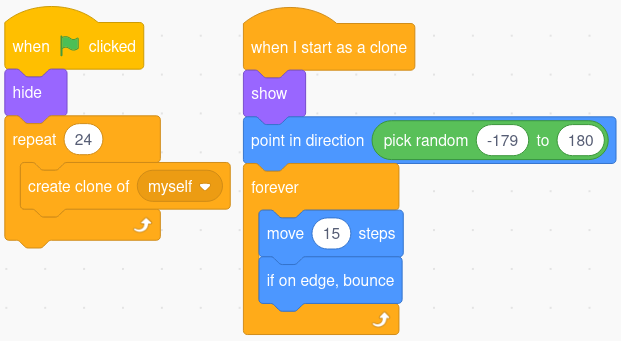 when clicked
hide
repeat 24
create clone of myself
when I start as a clone
show
point in direction pick random -179 to 180
forever
move 15 steps
if on edge, bounce